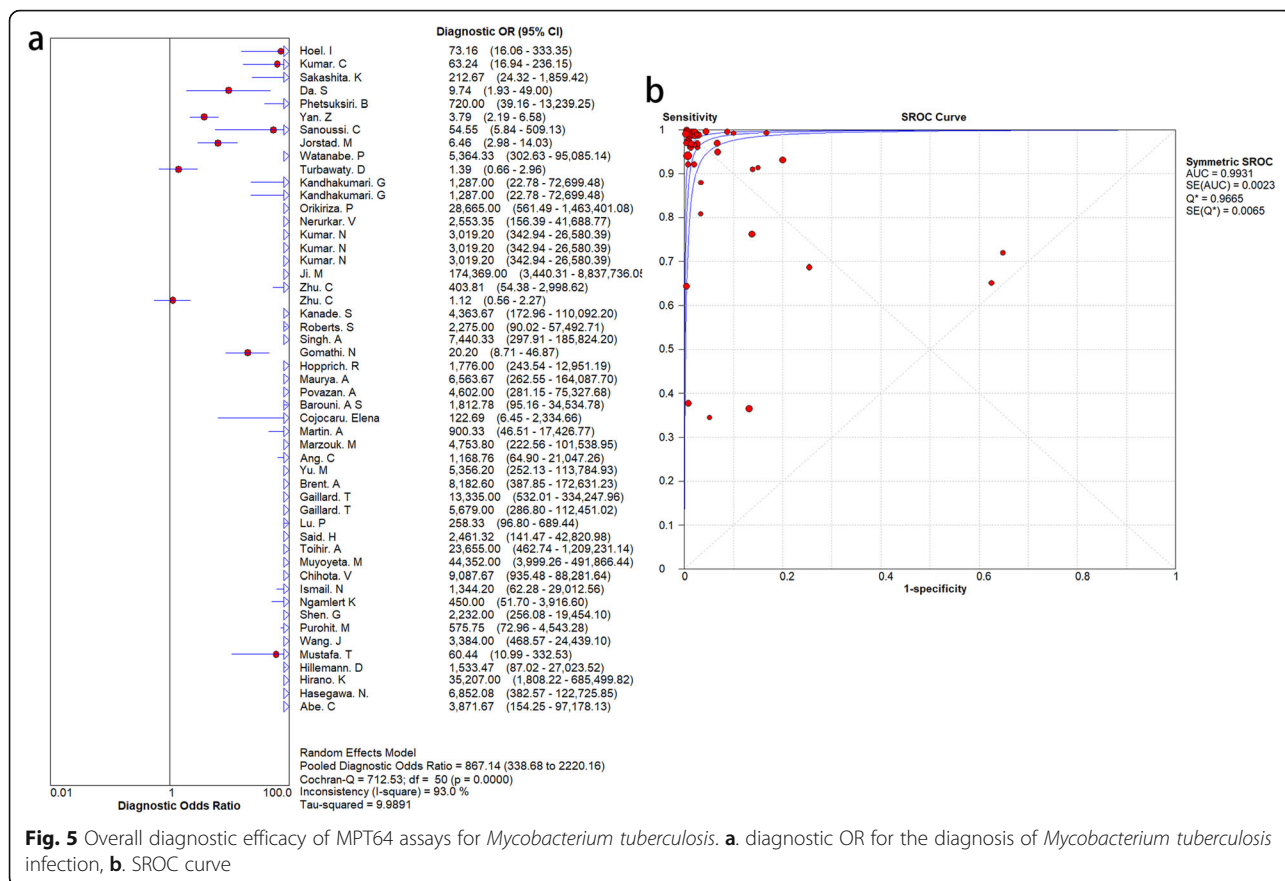 a
Diagnostic OR (95% CI)
Hoel. I 73.16 (16.06 - 333.35)
Kumar. C 63.24 (16.94 - 236.15)
Sakashita. K 212.67 (24.32 - 1,859.42)
Da. S 9.74 (1.93 - 49.00)
Phetsuksiri. B 720.00 (39.16 - 13,239.25)
Yan. Z 3.79 (2.19 - 6.58)
Sanoussi. C 54.55 (5.84 - 509.13)
Jorstad. M 6.46 (2.98 - 14.03)
Watanabe. P 5,364.33 (302.63 - 95,085.14)
Turbawaty. D 1.39 (0.66 - 2.96)
Kandhakumari. G 1,287.00 (22.78 - 72,699.48)
Kandhakumari. G 1,287.00 (22.78 - 72,699.48)
Orikiriza. P 28,665.00 (561.49 - 1,463,401.08)
Nerurkar. V 2,553.35 (156.39 - 41,688.77)
Kumar. N 3,019.20 (342.94 - 26,580.39)
Kumar. N 3,019.20 (342.94 - 26,580.39)
Kumar. N 3,019.20 (342.94 - 26,580.39)
Ji. M 174,369.00 (3,440.31 - 8,837,736.05
Zhu. C 403.81 (54.38 - 2,998.62)
Zhu. C 1.12 (0.56 - 2.27)
Kanade. S 4,363.67 (172.96 - 110,092.20)
Roberts. S 2,275.00 (90.02 - 57,492.71)
Singh. A 7,440.33 (297.91 - 185,824.20)
Gomathi. N 20.20 (8.71 - 46.87)
Hopprich. R 1,776.00 (243.54 - 12,951.19)
Maurya. A 6,563.67 (262.55 - 164,087.70)
Povazan. A 4,602.00 (281.15 - 75,327.68)
Barouni. A S 1,812.78 (95.16 - 34,534.78)
Cojocaru. Elena 122.69 (6.45 - 2,334.66)
Martin. A 900.33 (46.51 - 17,426.77)
Marzouk. M 4,753.80 (222.56 - 101,538.95)
Ang. C 1,168.76 (64.90 - 21,047.26)
Yu. M 5,356.20 (252.13 - 113,784.93)
Brent. A 8,182.60 (387.85 - 172,631.23)
Gaillard. T 13,335.00 (532.01 - 334,247.96)
Gaillard. T 5,679.00 (286.80 - 112,451.02)
Lu. P 258.33 (96.80 - 689.44)
Said. H 2,461.32 (141.47 - 42,820.98)
Toihir. A 23,655.00 (462.74 - 1,209,231.14)
Muyoyeta. M 44,352.00 (3,999.26 - 491,866.44)
Chihota. V 9,087.67 (935.48 - 88,281.64)
Ismail. N 1,344.20 (62.28 - 29,012.56)
Ngamlert K 450.00 (51.70 - 3,916.60)
Shen. G 2,232.00 (256.08 - 19,454.10)
Purohit. M 575.75 (72.96 - 4,543.28)
Wang. J 3,384.00 (468.57 - 24,439.10)
Mustafa. T 60.44 (10.99 - 332.53)
Hillemann. D 1,533.47 (87.02 - 27,023.52)
Hirano. K 35,207.00 (1,808.22 - 685,499.82)
Hasegawa. N. 6,852.08 (382.57 - 122,725.85)
Abe. C 3,871.67 (154.25 - 97,178.13)
Random Effects Model
Pooled Diagnostic Odds Ratio = 867.14 (338.68 to 2220.16)
Cochran-Q = 712.53; df = 50 (p = 0.0000)
Inconsistency (I-square) = 93.0 %
Tau-squared = 9.9891
0.01 1 100.0
Diagnostic Odds Ratio
b
Sensitivity SROC Curve
1
0.9
0.8
0.7
0.6
0.5
0.4
0.3
0.2
0.1
0
0 0.2 0.4 0.6 0.8 1
1-specificity
Symmetric SROC
AUC = 0.9931
SE(AUC) = 0.0023
Q* = 0.9665
SE(Q*) = 0.0065
Fig. 5 Overall diagnostic efficacy of MPT64 assays for Mycobacterium tuberculosis. a. diagnostic OR for the diagnosis of Mycobacterium tuberculosis
infection, b. SROC curve